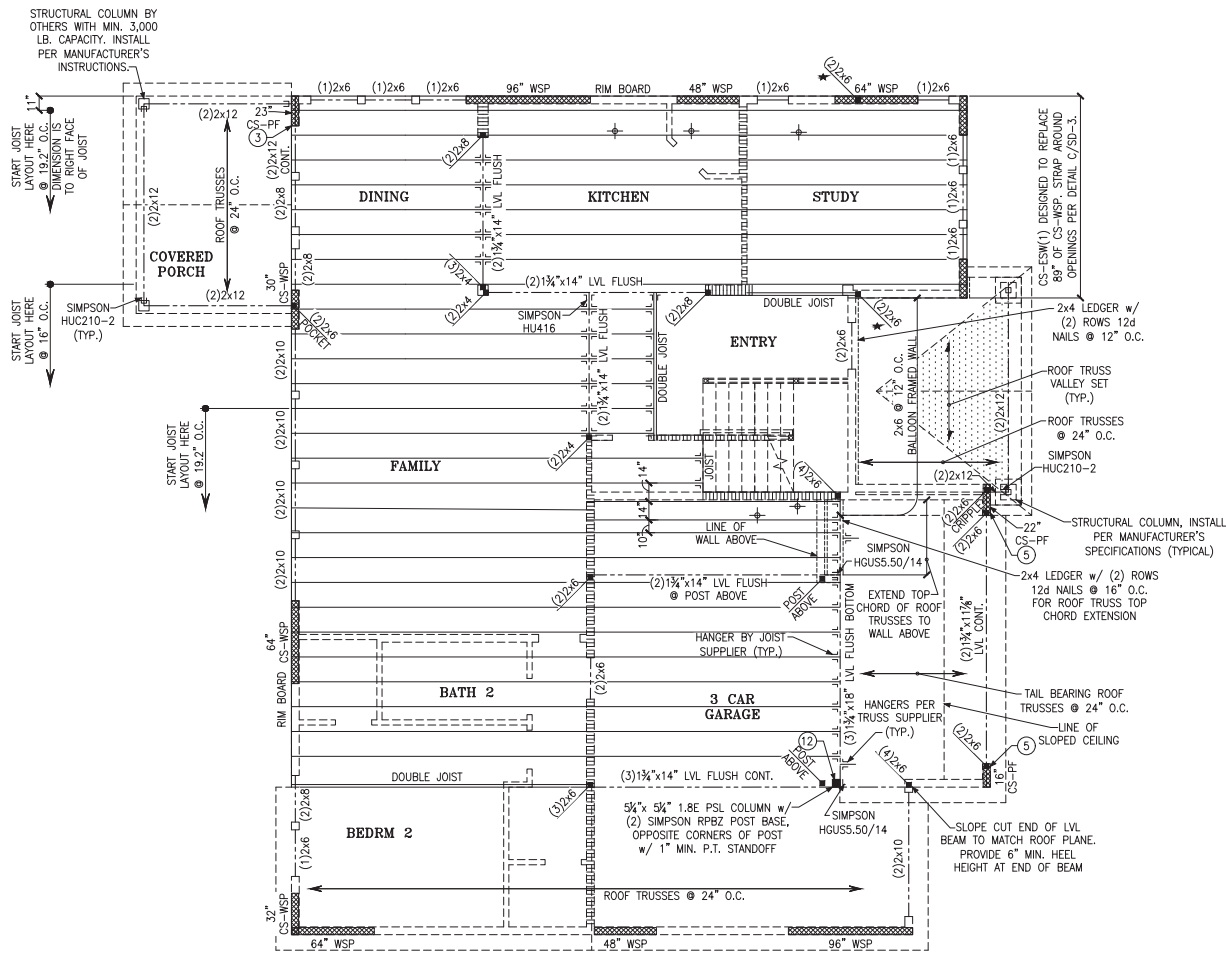 STRUCTURAL COLUMN BY
OTHERS WITH MIN. 3,000
LB. CAPACITY. INSTALL
PER MANUFACTURER'S
INSTRUCTIONS.
11"
START JOIST
LAYOUT HERE
@ 19.2" O.C.
DIMENSION IS
TO RIGHT FACE
OF JOIST
(2)2x12
(2)2x12
ROOF TRUSSES
@ 24" O.C.
COVERED
PORCH
(2)2x12
SIMPSON
HUC210-2
(TYP.)
START JOIST
LAYOUT HERE
@ 16" O.C.
START JOIST
LAYOUT HERE
@ 19.2" O.C.
(1)2x6
(1)2x6
(1)2x6
96" WSP
RIM BOARD
48" WSP
(1)2x6
(2)2x6
64" WSP
(1)2x6
23"
CS-PF
3
(2)2x12
CONT.
(2)2x8
(2)2x8
30"
CS-WSP
(2)2x6
POCKET
DINING
(2)2x8
(2)1¾"x14" LVL FLUSH
KITCHEN
STUDY
(1)2x6
(1)2x6
CS-ESW(1) DESIGNED TO REPLACE
89" OF CS-WSP. STRAP AROUND
OPENINGS PER DETAIL C/SD-3.
(3)2x4
(2)2x4
(2)1¾"x14" LVL FLUSH
SIMPSON
HU416
(2)1¾"x14" LVL FLUSH
(2)2x8
DOUBLE JOIST
DOUBLE JOIST
ENTRY
(2)2x6
(2)2x6
2x6 @ 12" O.C.
BALLOON FRAMED WALL
2x4 LEDGER w/
(2) ROWS 12d
NAILS @ 12" O.C.
ROOF TRUSS
VALLEY SET
(TYP.)
(2)2x12
ROOF TRUSSES
@ 24" O.C.
(2)2x12
SIMPSON
HUC210-2
(2)2x10
(2)2x10
(2)2x10
(2)2x10
(2)2x10
FAMILY
(2)2x4
JOIST
(4)2x6
14"
14"
10"
LINE OF
WALL ABOVE
SIMPSON
HGUS5.50/14
(2)2x6
CRIPPLE
(2)2x6
22"
CS-PF
5
STRUCTURAL COLUMN, INSTALL
PER MANUFACTURER'S
SPECIFICATIONS (TYPICAL)
(2)2x6
(2)1¾"x14" LVL FLUSH
@ POST ABOVE
POST
ABOVE
EXTEND TOP
CHORD OF ROOF
TRUSSES TO
WALL ABOVE
2x4 LEDGER w/ (2) ROWS
12d NAILS @ 16" O.C.
FOR ROOF TRUSS TOP
CHORD EXTENSION
(2)1¾"x11⅞"
LVL CONT.
64"
CS-WSP
RIM BOARD
BATH 2
(2)2x6
HANGER BY JOIST
SUPPLIER (TYP.)
3 CAR
GARAGE
(3)1¾"x18" LVL FLUSH BOTTOM
HANGERS PER
TRUSS SUPPLIER
(TYP.)
TAIL BEARING ROOF
TRUSSES @ 24" O.C.
LINE OF
SLOPED CEILING
12
POST
ABOVE
(4)2x6
(2)2x6
5
16"
CS-PF
DOUBLE JOIST
(3)1¾"x14" LVL FLUSH CONT.
(3)2x6
(2)2x8
BEDRM 2
(1)2x6
5¼"x 5¼" 1.8E PSL COLUMN w/
(2) SIMPSON RPBZ POST BASE,
OPPOSITE CORNERS OF POST
w/ 1" MIN. P.T. STANDOFF
SIMPSON
HGUS5.50/14
(2)2x10
SLOPE CUT END OF LVL
BEAM TO MATCH ROOF PLANE.
PROVIDE 6" MIN. HEEL
HEIGHT AT END OF BEAM
ROOF TRUSSES @ 24" O.C.
32"
CS-WSP
64" WSP
48" WSP
96" WSP